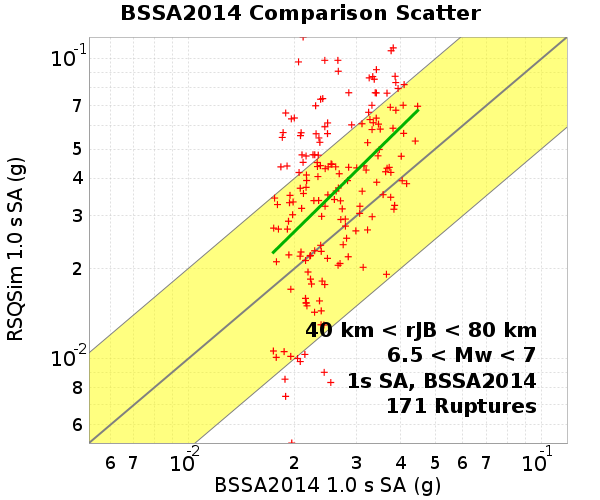 BSSA2014 Comparison Scatter
RSQSim 1.0 s SA (g)
10-1
7
5
4
3
2
10-2
8
6
40 km < rJB < 80 km
6.5 < Mw < 7
1s SA, BSSA2014
171 Ruptures
6 7 10-2 2 3 4 5 6 7 10-1
BSSA2014 1.0 s SA (g)